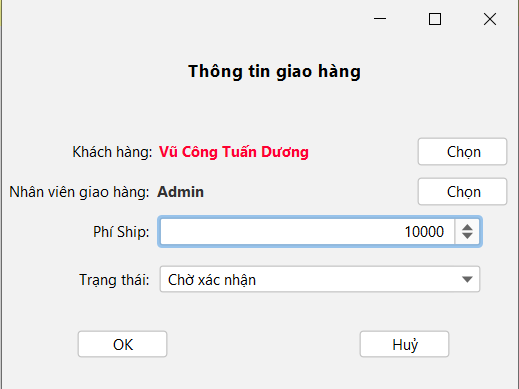 Thông tin giao hàng
Khách hàng: Vũ Công Tuấn Dương Chọn
Nhân viên giao hàng: Admin Chọn
Phí Ship: 10000
Trạng thái: Chờ xác nhận
OK Huỷ